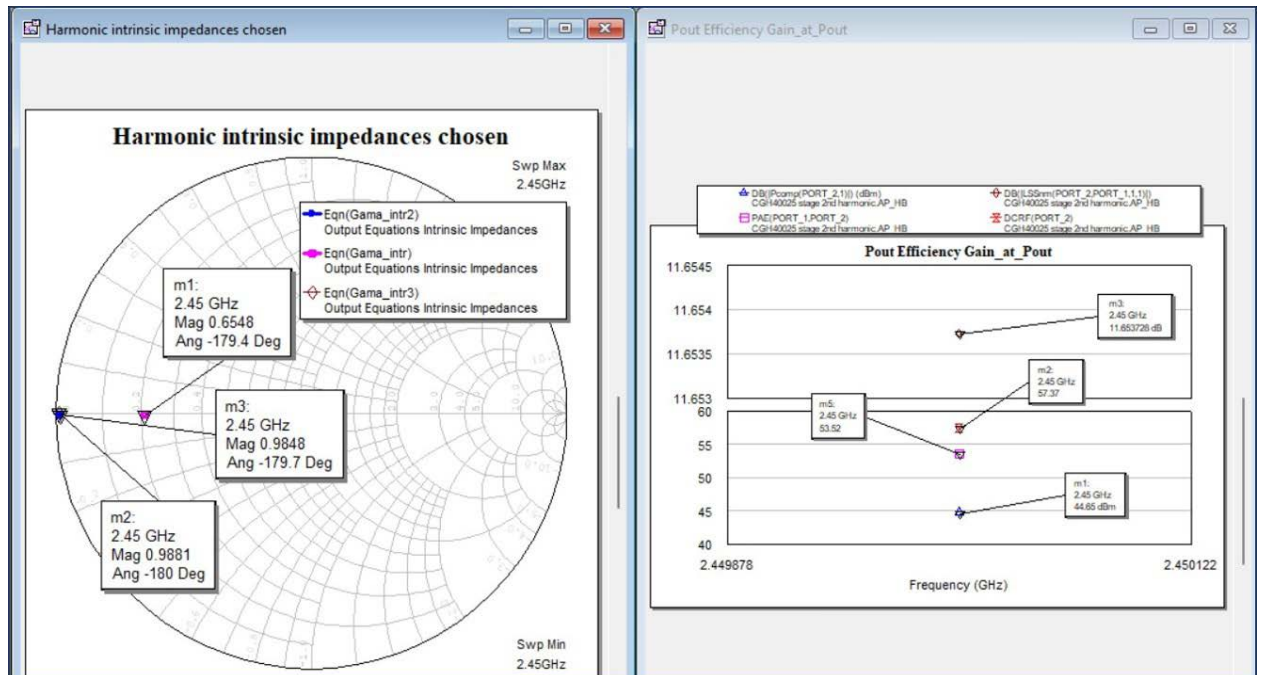 Harmonic intrinsic impedances chosen
Harmonic intrinsic impedances chosen
Swp Max
2.45GHz
Eqn(Gama_intr2)
Output Equations Intrinsic Impedances
Eqn(Gama_intr)
Output Equations Intrinsic Impedances
Eqn(Gama_intr3)
Output Equations Intrinsic Impedances
m1:
2.45 GHz
Mag 0.6548
Ang -179.4 Deg
m3:
2.45 GHz
Mag 0.9848
Ang -179.7 Deg
m2:
2.45 GHz
Mag 0.9881
Ang -180 Deg
Swp Min
2.45GHz
Pout Efficiency Gain_at_Pout
DB(|Pcomp(PORT_2,1)|) (dBm)
CGH40025 stage 2nd harmonic.AP_HB
DB(|LSSnm(PORT_2,PORT_1,1,1)|)
CGH40025 stage 2nd harmonic.AP_HB
PAE(PORT_1,PORT_2)
CGH40025 stage 2nd harmonic.AP_HB
DCRF(PORT_2)
CGH40025 stage 2nd harmonic.AP_HB
Pout Efficiency Gain_at_Pout
11.6545
11.654
11.6535
11.653
m3:
2.45 GHz
11.653726 dB
m2:
2.45 GHz
57.37
m5:
2.45 GHz
53.52
m1:
2.45 GHz
44.65 dBm
60
55
50
45
40
2.449878
2.450122
Frequency (GHz)